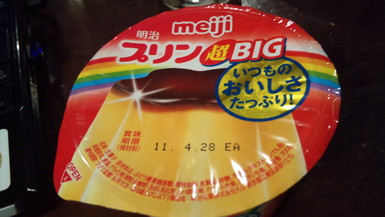 明治
meiji
プリン超BIG
いつもの
おいしさ
たっぷり!
賞味
期限
11. 4.28 EA
OPEN